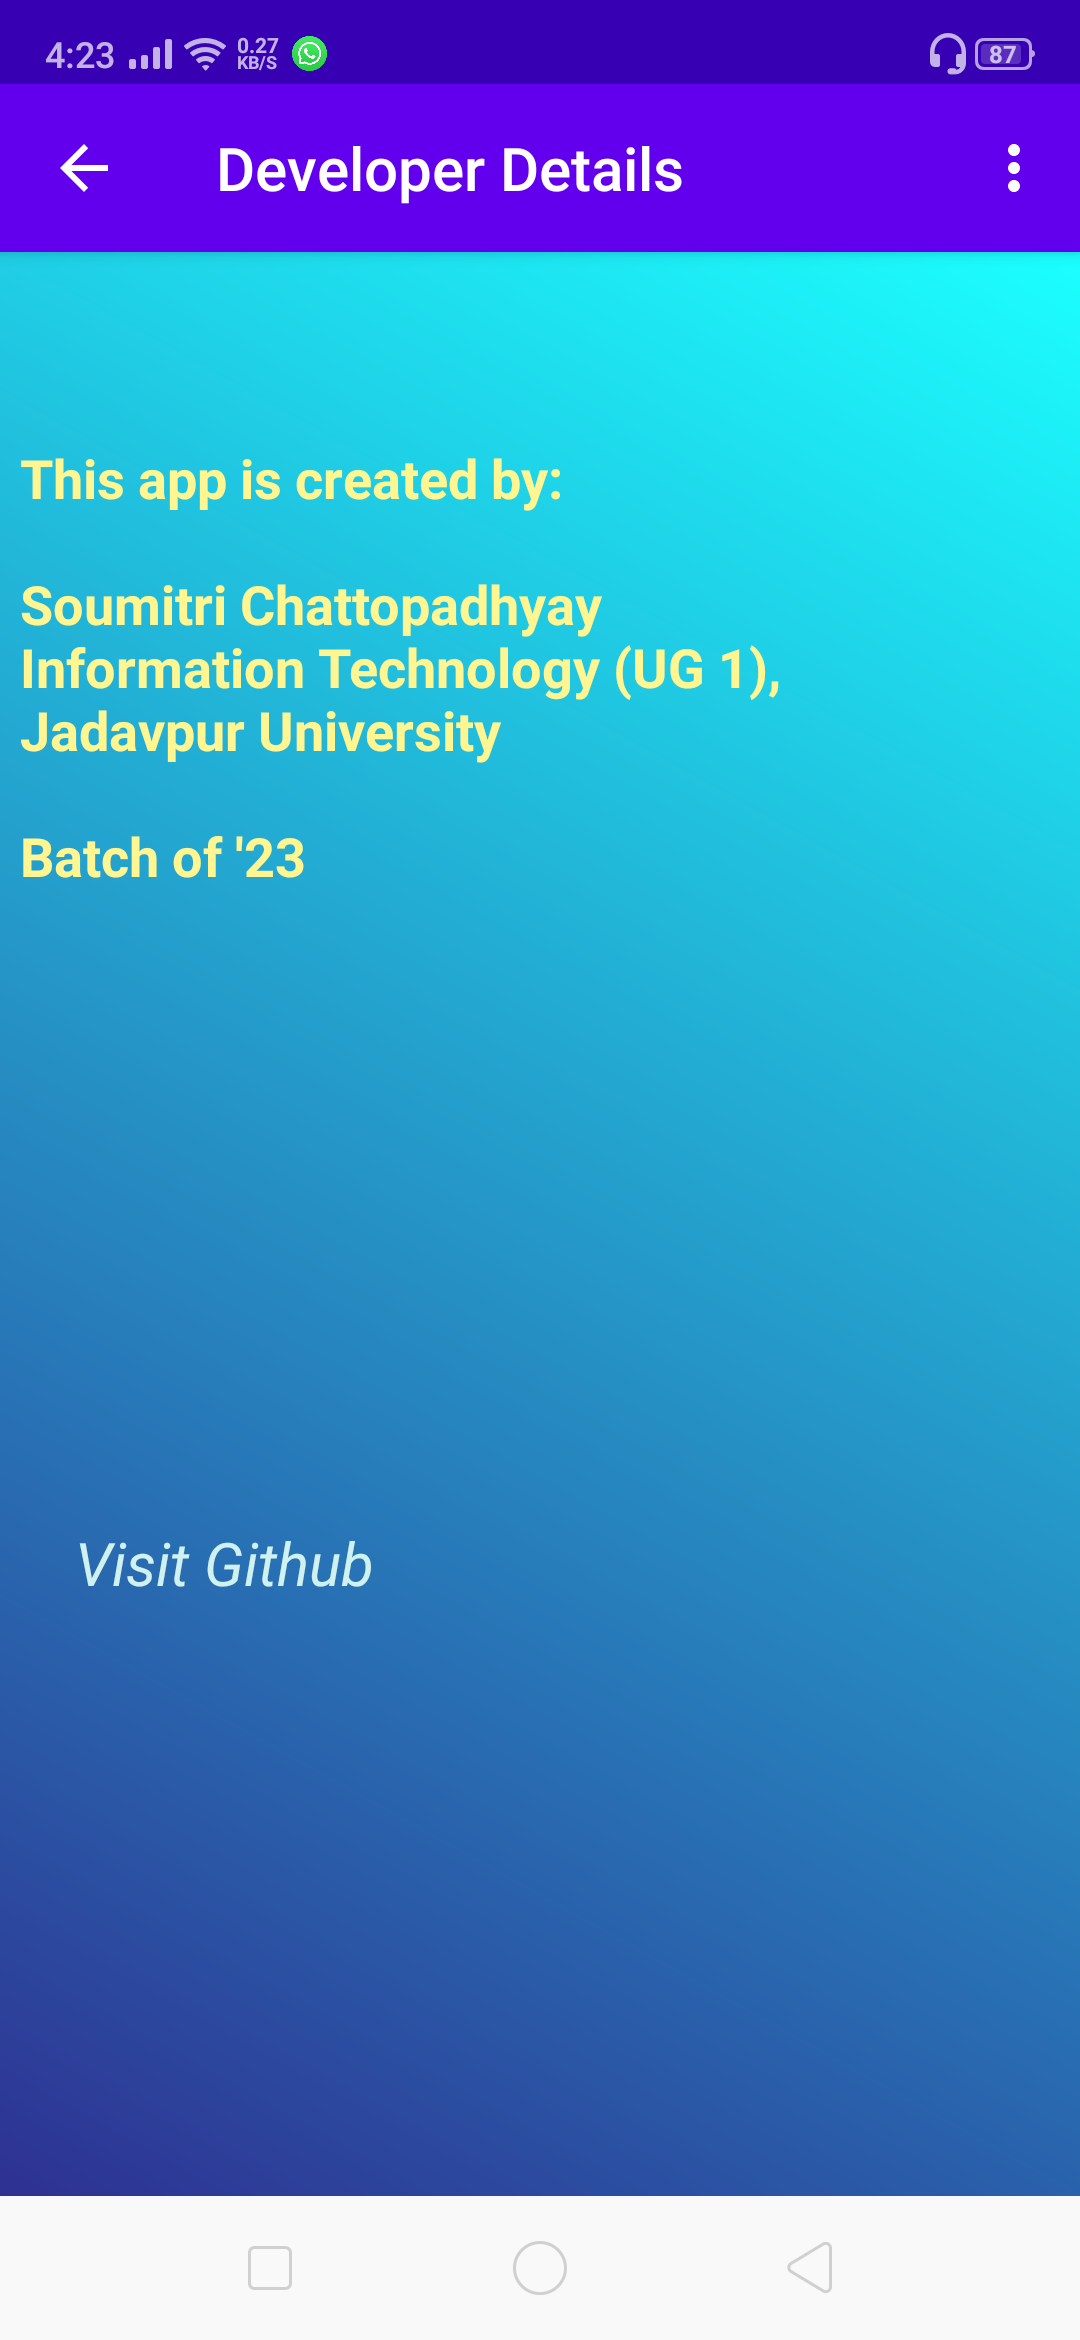 4:23 0.27 KB/S 87
Developer Details
This app is created by:
Soumitri Chattopadhyay
Information Technology (UG 1),
Jadavpur University
Batch of '23
Visit Github